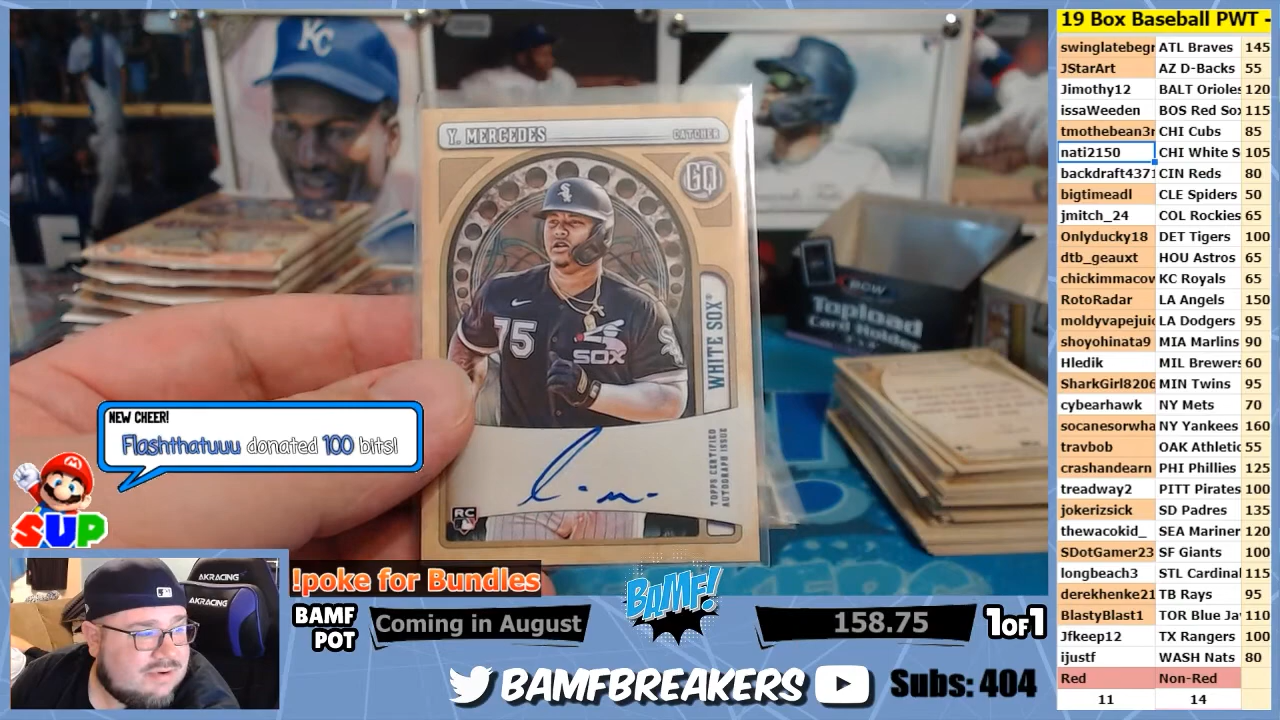 KC
Y. MERCEDES
CATCHER
GQ
75
SOX
WHITE SOX
TOPPS CERTIFIED
AUTOGRAPH ISSUE
RC
BCW
Topload
Card Holder
NEW CHEER!
Flashthatuuu donated 100 bits!
SUP
AKRACING
AKRACING
!poke for Bundles
BAMF
POT
Coming in August
BAMF!
158.75
1OF1
BAMFBREAKERS
Subs: 404
19 Box Baseball PWT -
swinglatebegr ATL Braves 145
JStarArt AZ D-Backs 55
Jimothy12 BALT Orioles 120
issaWeeden BOS Red Sox 115
tmothebean3r CHI Cubs 85
nati2150 CHI White S 105
backdraft4371 CIN Reds 80
bigtimeadl CLE Spiders 50
jmitch_24 COL Rockies 65
Onlyducky18 DET Tigers 100
dtb_geauxt HOU Astros 65
chickimmacov KC Royals 65
RotoRadar LA Angels 150
moldyvapejuic LA Dodgers 95
shoyohinata9 MIA Marlins 90
Hledik MIL Brewers 60
SharkGirl8206 MIN Twins 95
cybearhawk NY Mets 70
socanesorwha NY Yankees 160
travbob OAK Athletic 55
crashandearn PHI Phillies 125
treadway2 PITT Pirates 100
jokerizsick SD Padres 135
thewacokid_ SEA Mariner 120
SDotGamer23 SF Giants 100
longbeach3 STL Cardinal 115
derekhenke21 TB Rays 95
BlastyBlast1 TOR Blue Ja 110
Jfkeep12 TX Rangers 100
ijustf WASH Nats 80
Red Non-Red
11 14